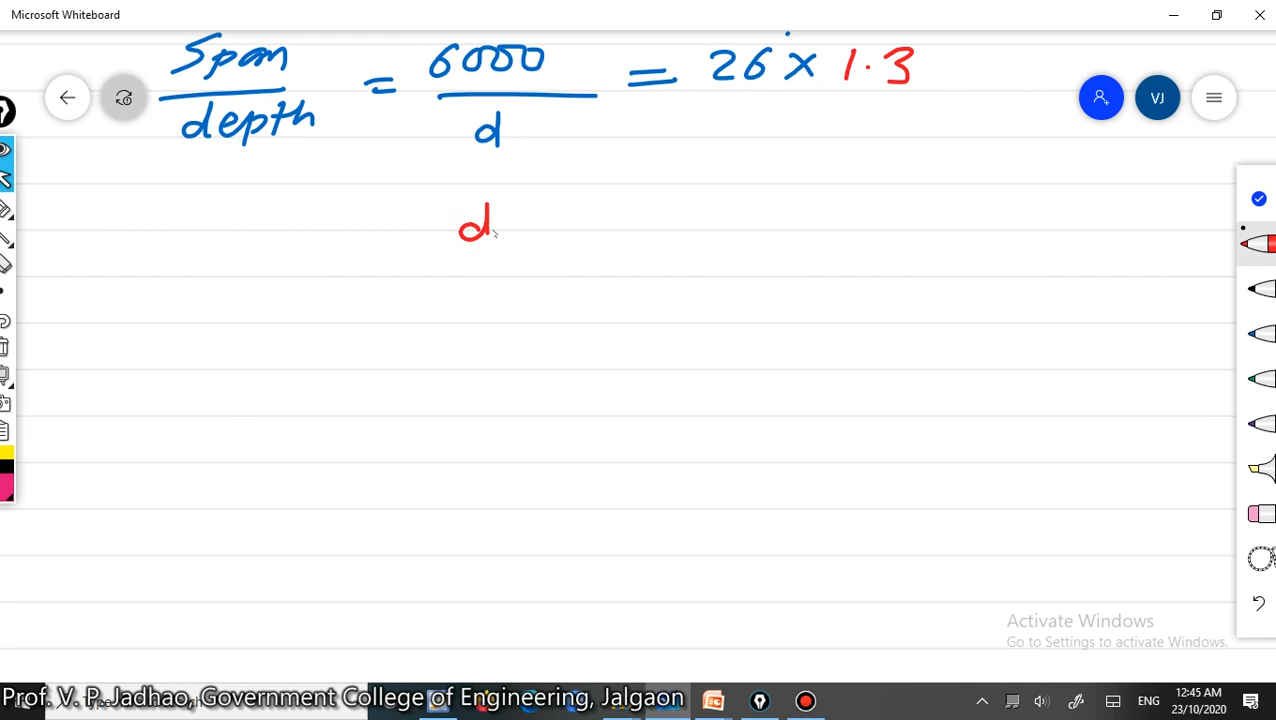 Microsoft Whiteboard
Span / depth = 6000 / d = 26 × 1.3
VJ
d
Activate Windows
Go to Settings to activate Windows.
Prof. V. P.Jadhao, Government College of Engineering, Jalgaon
ENG
12:45 AM
23/10/2020